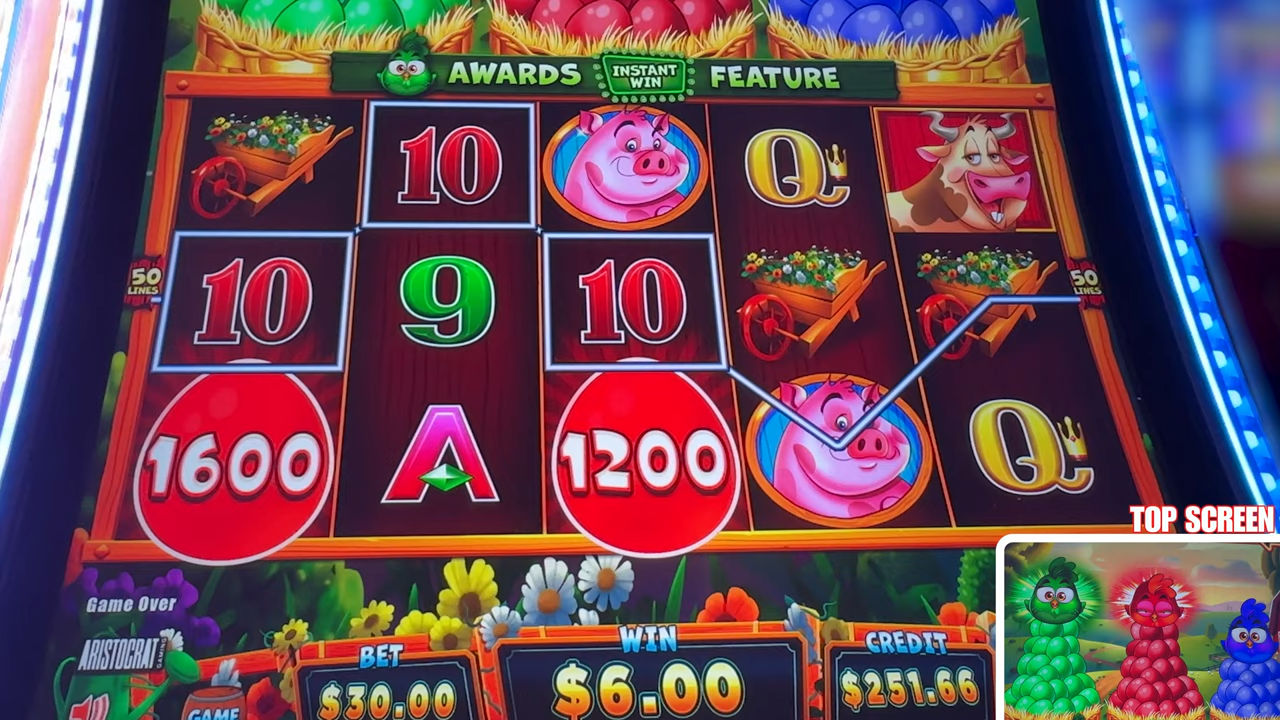 AWARDS INSTANT WIN FEATURE
10 Q
50 LINES 10 9 10 50 LINES
1600 A 1200 Q
TOP SCREEN
Game Over
ARISTOCRAT GAMING
BET WIN CREDIT
$30.00 $6.00 $251.66
GAME